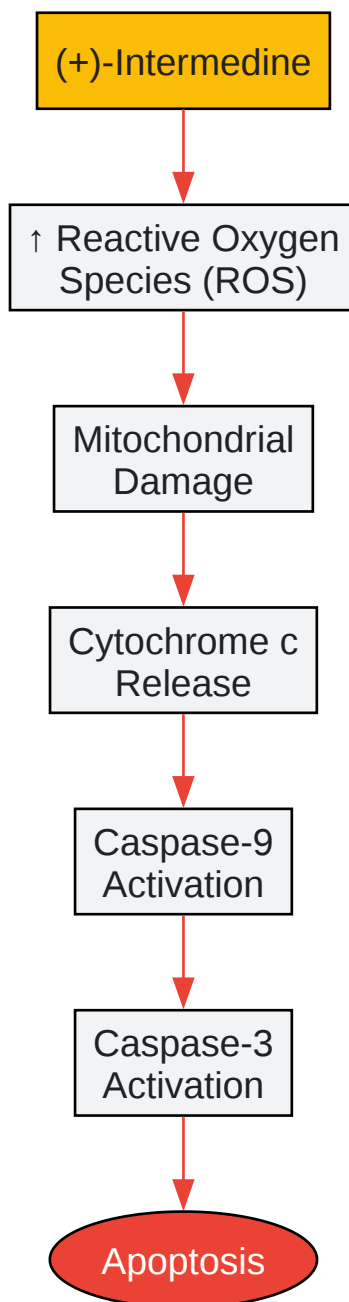 (+)-Intermedine
↑ Reactive Oxygen
Species (ROS)
Mitochondrial
Damage
Cytochrome c
Release
Caspase-9
Activation
Caspase-3
Activation
Apoptosis